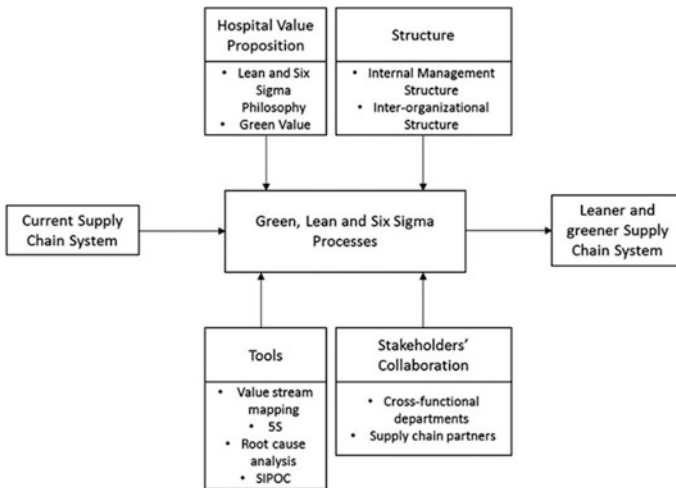 Hospital Value
Proposition
• Lean and Six
Sigma
Philosophy
• Green Value
Structure
• Internal Management
Structure
• Inter-organizational
Structure
Current Supply
Chain System
Green, Lean and Six Sigma
Processes
Leaner and
greener Supply
Chain System
Tools
• Value stream
mapping
• 5S
• Root cause
analysis
• SIPOC
Stakeholders'
Collaboration
• Cross-functional
departments
• Supply chain partners